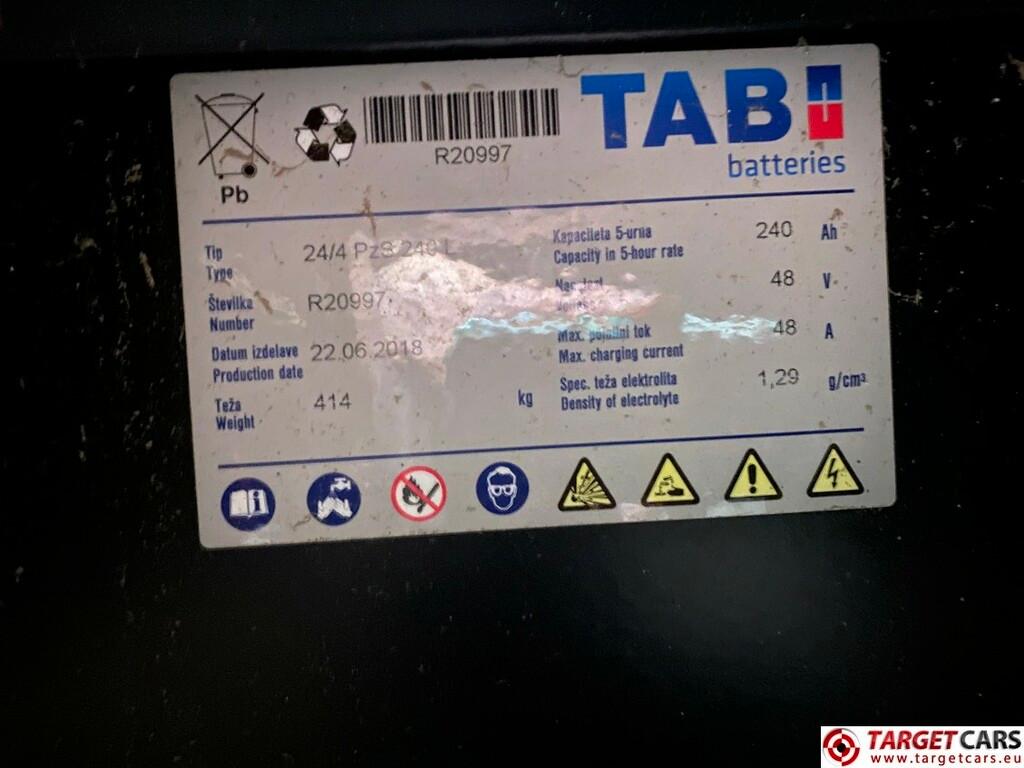 TAB
batteries
R20997
Pb
Tip 24/4 PzS/240 L
Type
Številka R20997
Number
Datum izdelave 22.06.2018
Production date
Teža 414 kg
Weight
Kapaciteta 5-urna 240 Ah
Capacity in 5-hour rate
48 V
Max. polnilni tok 48 A
Max. charging current
Spec. teža elektrolita 1,29 g/cm³
Density of electrolyte
TARGET CARS
www.targetcars.eu